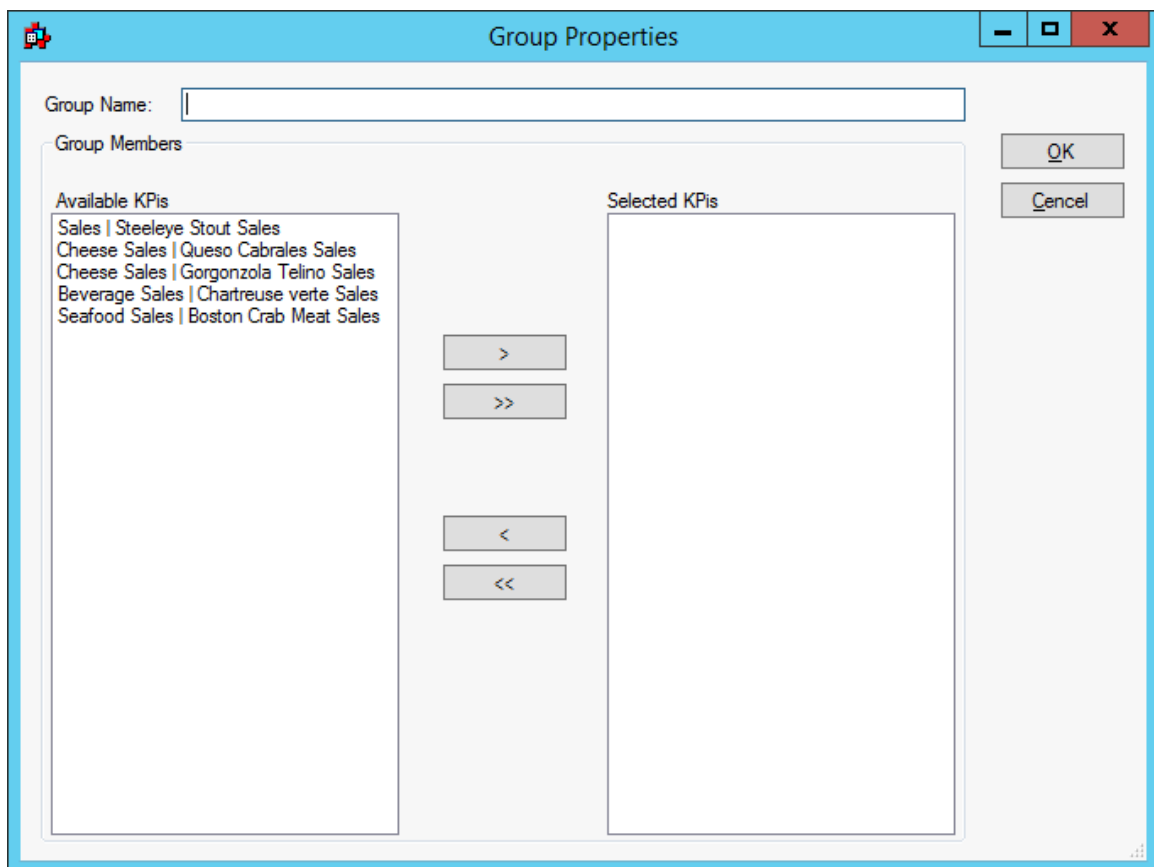 Group Properties
Group Name:
Group Members
OK
Cencel
Available KPis
Selected KPis
Sales | Steeleye Stout Sales
Cheese Sales | Queso Cabrales Sales
Cheese Sales | Gorgonzola Telino Sales
Beverage Sales | Chartreuse verte Sales
Seafood Sales | Boston Crab Meat Sales
>
>>
<
<<